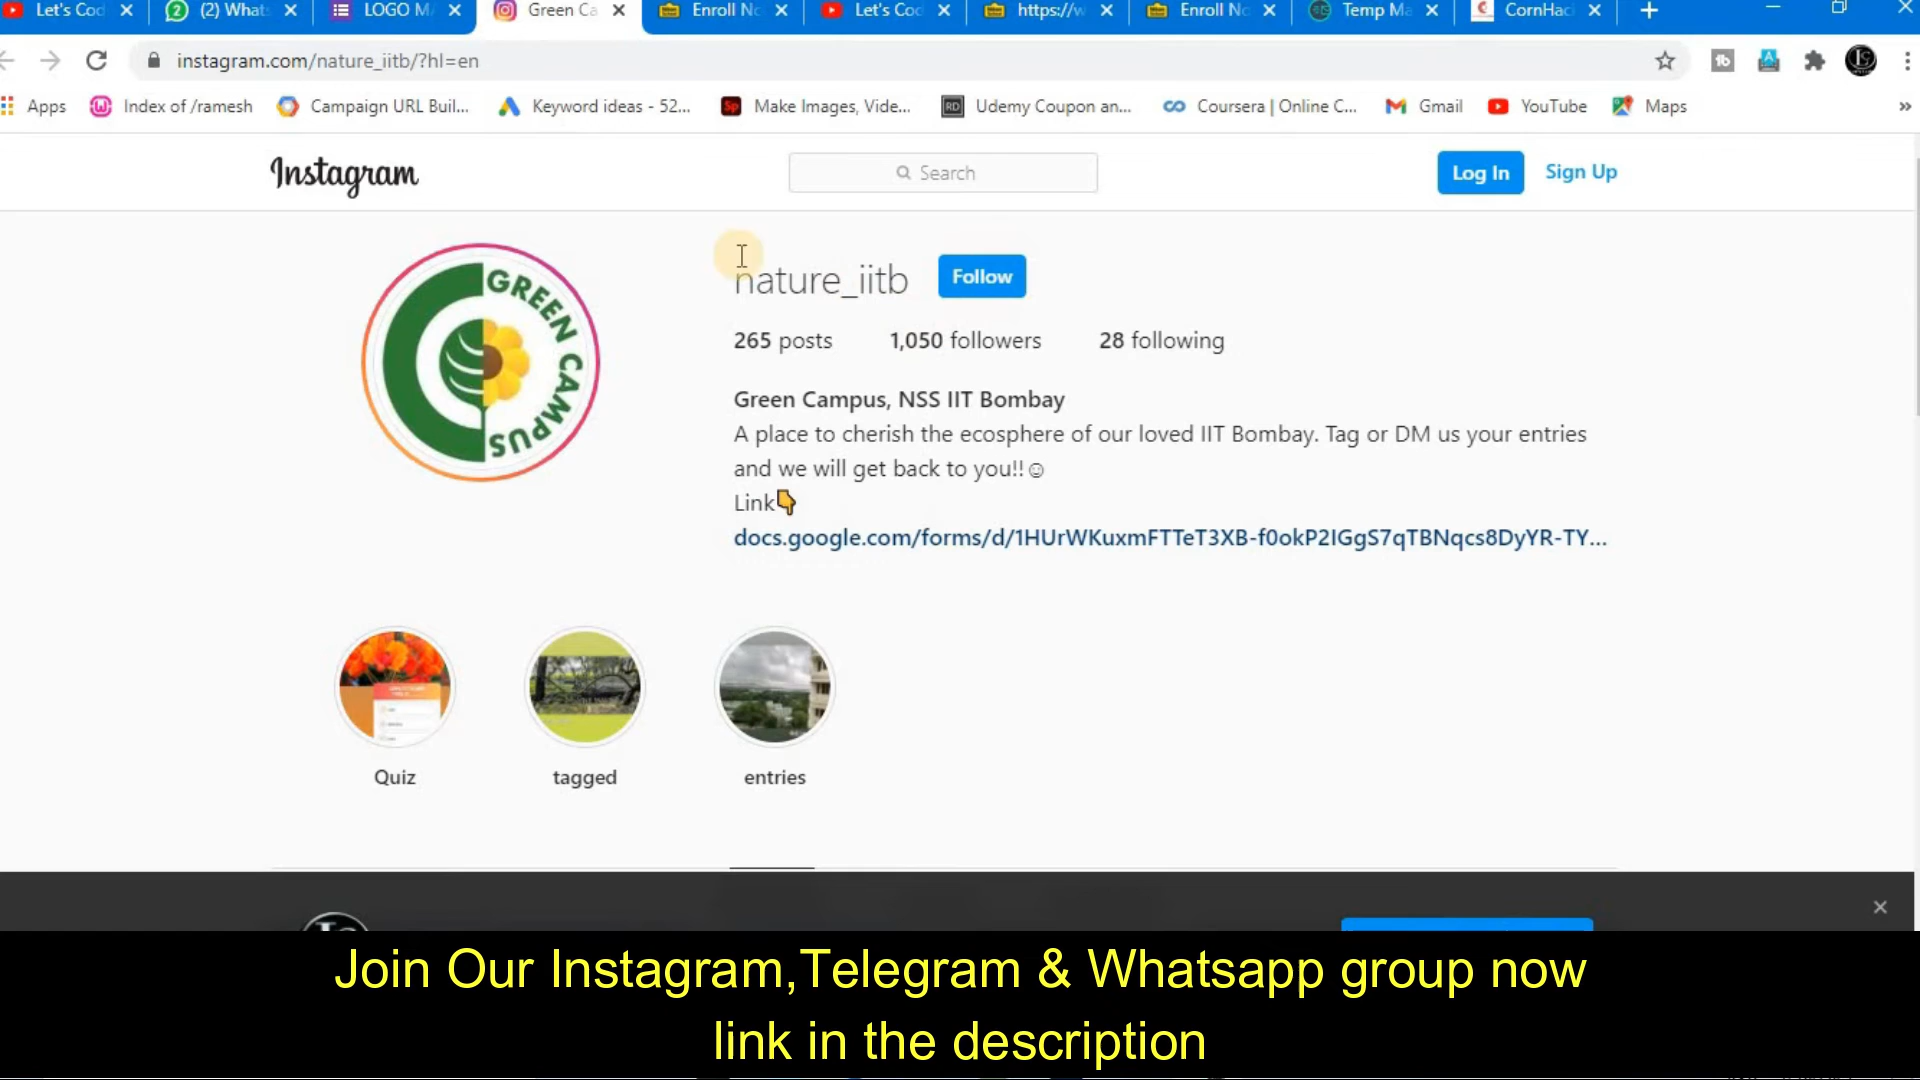 Let's Cod
(2) What
LOGO M
Green Ca
Enroll No
Let's Cod
https://w
Enroll No
Temp Ma
CornHac
instagram.com/nature_iitb/?hl=en
Apps
Index of /ramesh
Campaign URL Buil...
Keyword ideas - 52...
Make Images, Vide...
Udemy Coupon an...
Coursera | Online C...
Gmail
YouTube
Maps
»
Instagram
Search
Log In
Sign Up
GREEN CAMPUS
nature_iitb
Follow
265 posts
1,050 followers
28 following
Green Campus, NSS IIT Bombay
A place to cherish the ecosphere of our loved IIT Bombay. Tag or DM us your entries
and we will get back to you!!☺
Link👇
docs.google.com/forms/d/1HUrWKuxmFTTeT3XB-f0okP2IGgS7qTBNqcs8DyYR-TY...
Quiz
tagged
entries
Join Our Instagram,Telegram & Whatsapp group now
link in the description